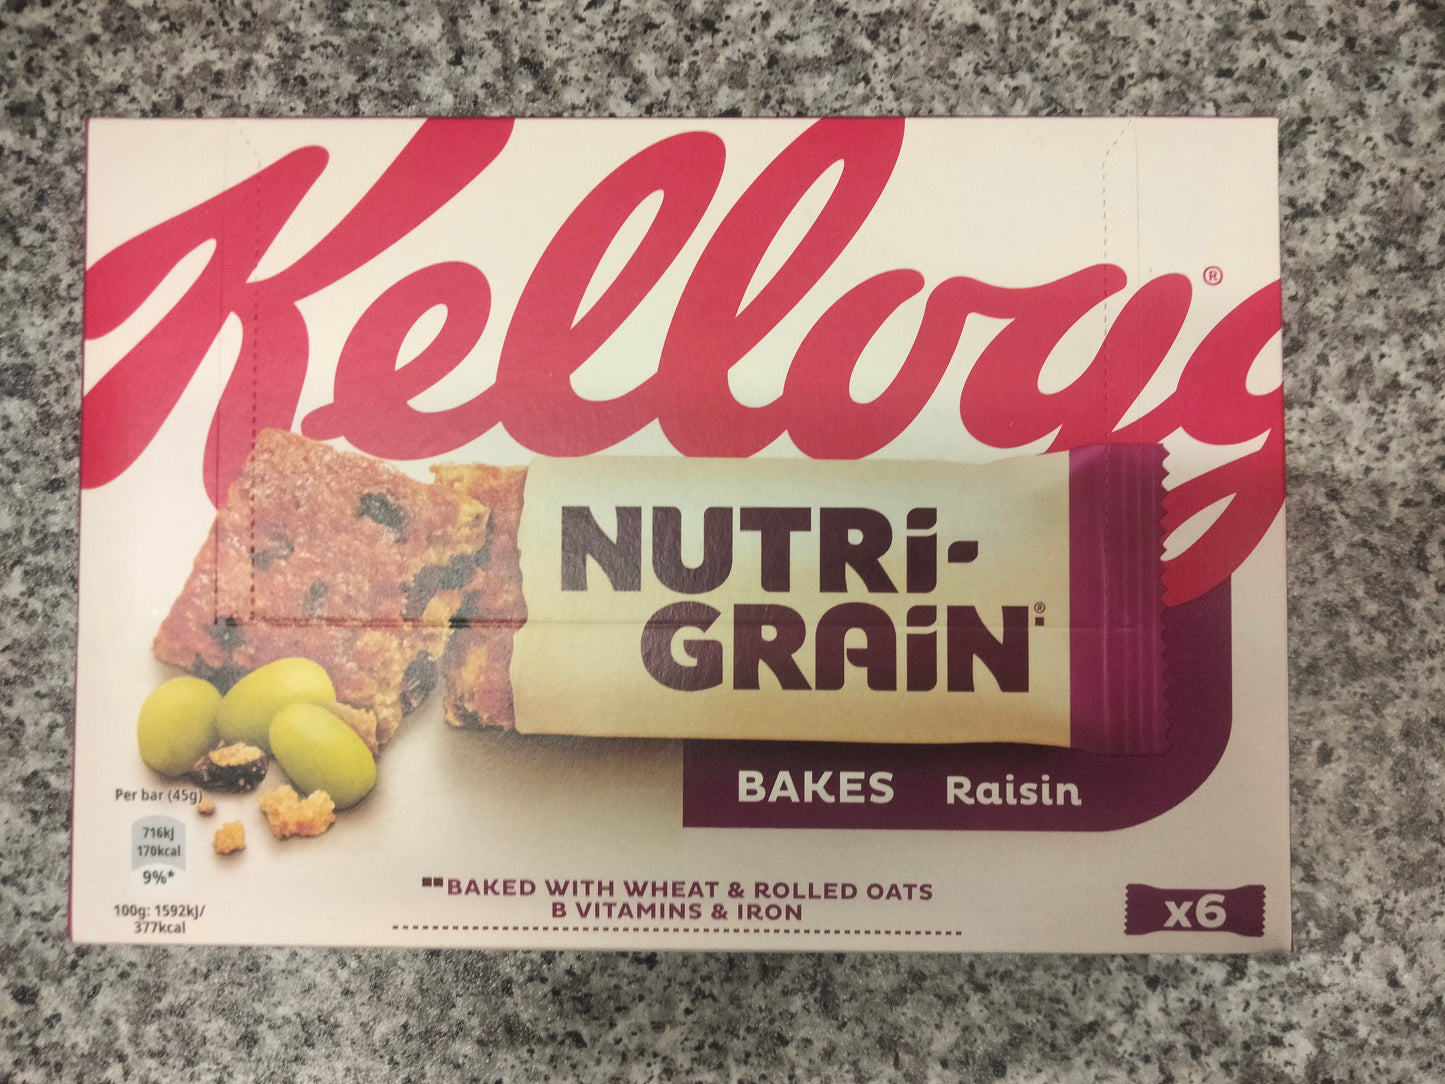 Kellogg
®
NUTRi-
GRAiN®
BAKES Raisin
Per bar (45g)
716kJ
170kcal
9%*
100g: 1592kJ/
377kcal
▪▪BAKED WITH WHEAT & ROLLED OATS
B VITAMINS & IRON
x6